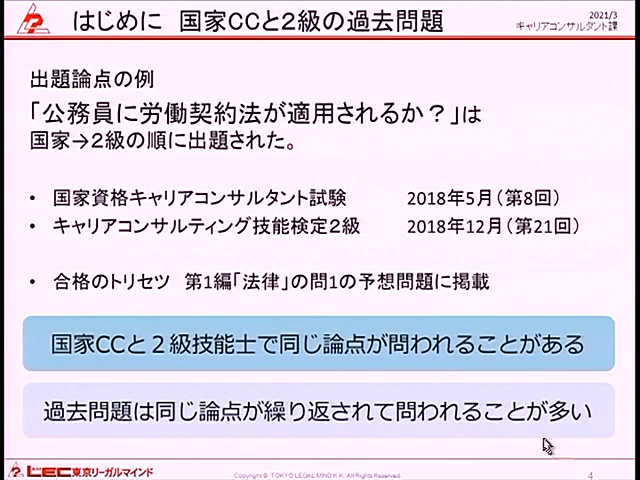 はじめに 国家CCと2級の過去問題
2021/3
キャリアコンサルタント課
出題論点の例
「公務員に労働契約法が適用されるか？」は
国家→2級の順に出題された。
• 国家資格キャリアコンサルタント試験 2018年5月（第8回）
• キャリアコンサルティング技能検定2級 2018年12月（第21回）
• 合格のトリセツ 第1編「法律」の問1の予想問題に掲載
国家CCと２級技能士で同じ論点が問われることがある
過去問題は同じ論点が繰り返されて問われることが多い
LEC東京リーガルマインド
Copyright © TOKYO LEGAL MIND K.K. All Rights Reserved.
4